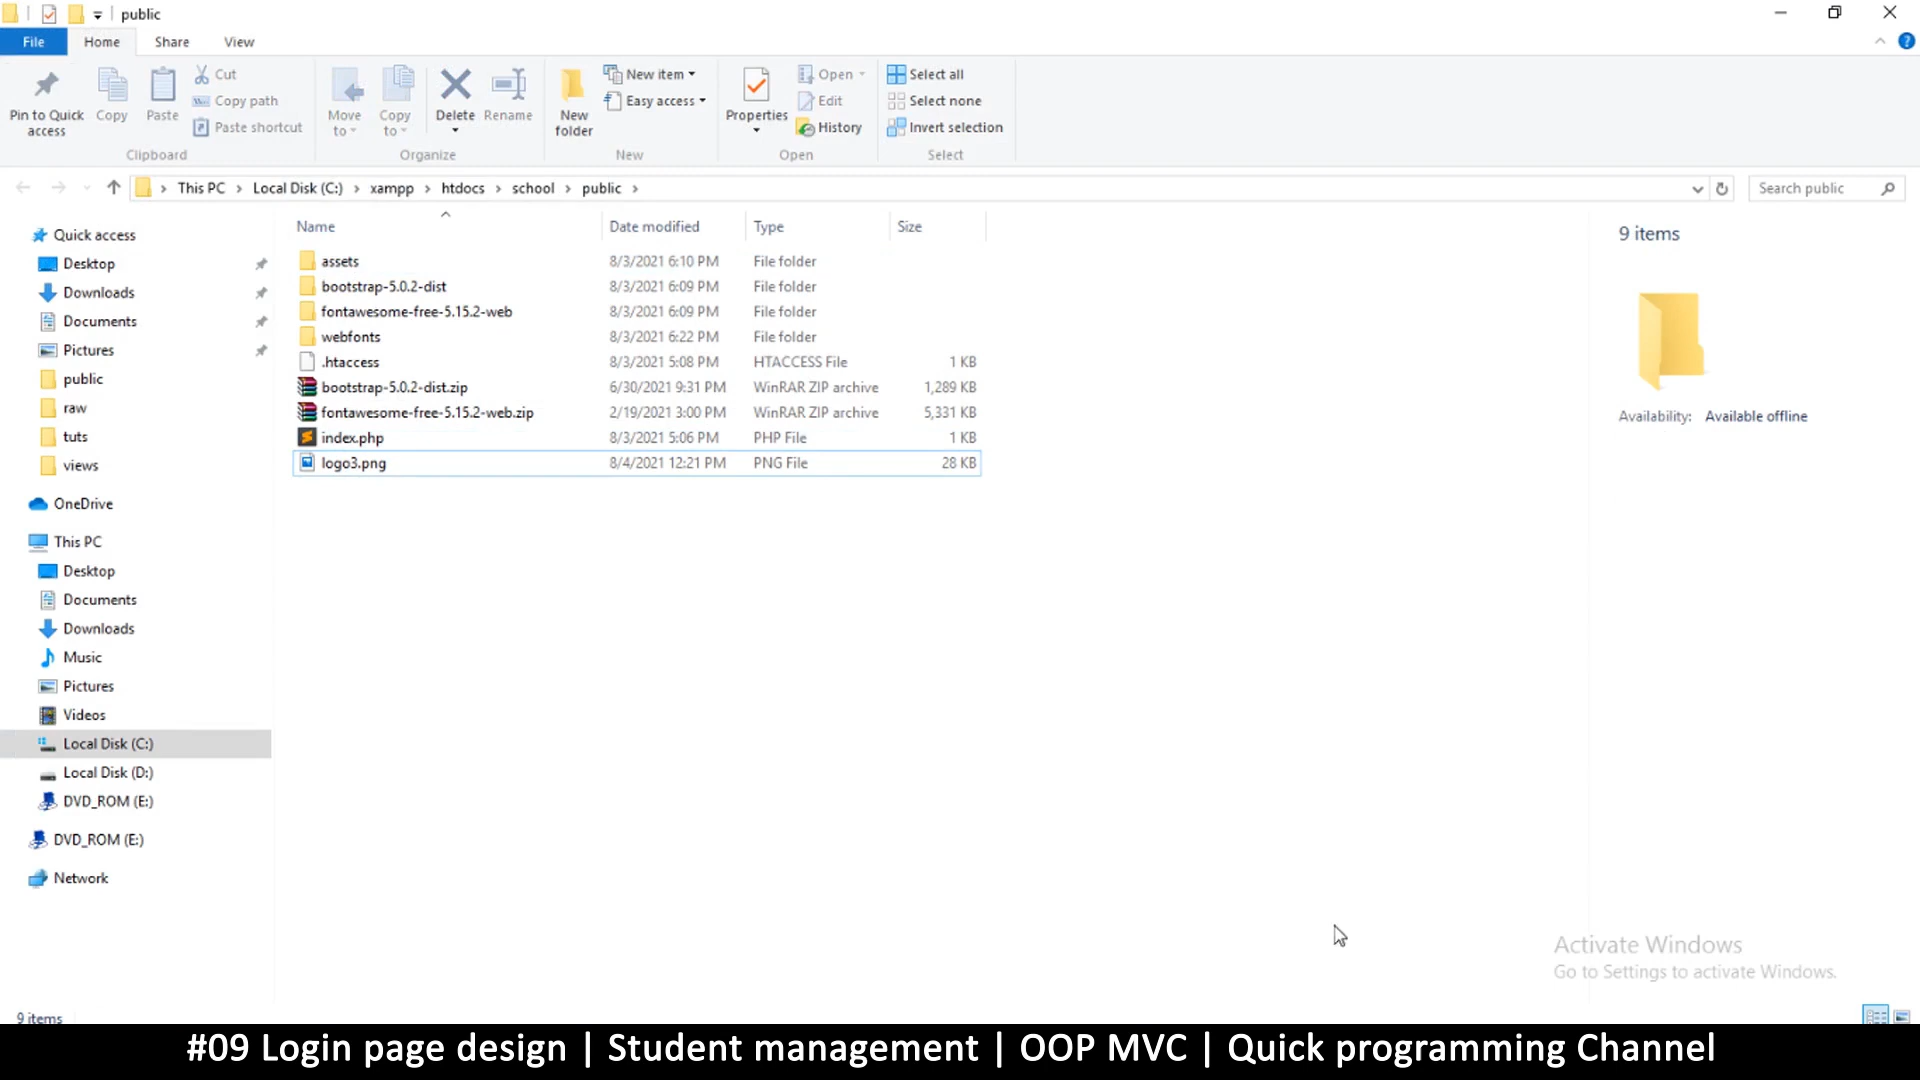 public
File Home Share View
Pin to Quick access
Copy
Paste
Cut
Copy path
Paste shortcut
Clipboard
Move to
Copy to
Delete
Rename
Organize
New folder
New item
Easy access
New
Properties
Open
Edit
History
Open
Select all
Select none
Invert selection
Select
This PC > Local Disk (C:) > xampp > htdocs > school > public >
Search public
Quick access
Desktop
Downloads
Documents
Pictures
public
raw
tuts
views
OneDrive
This PC
Desktop
Documents
Downloads
Music
Pictures
Videos
Local Disk (C:)
Local Disk (D:)
DVD_ROM (E:)
DVD_ROM (E:)
Network
Name Date modified Type Size
assets 8/3/2021 6:10 PM File folder
bootstrap-5.0.2-dist 8/3/2021 6:09 PM File folder
fontawesome-free-5.15.2-web 8/3/2021 6:09 PM File folder
webfonts 8/3/2021 6:22 PM File folder
.htaccess 8/3/2021 5:08 PM HTACCESS File 1 KB
bootstrap-5.0.2-dist.zip 6/30/2021 9:31 PM WinRAR ZIP archive 1,289 KB
fontawesome-free-5.15.2-web.zip 2/19/2021 3:00 PM WinRAR ZIP archive 5,331 KB
index.php 8/3/2021 5:06 PM PHP File 1 KB
logo3.png 8/4/2021 12:21 PM PNG File 28 KB
9 items
Availability: Available offline
Activate Windows
Go to Settings to activate Windows.
9 items
#09 Login page design | Student management | OOP MVC | Quick programming Channel